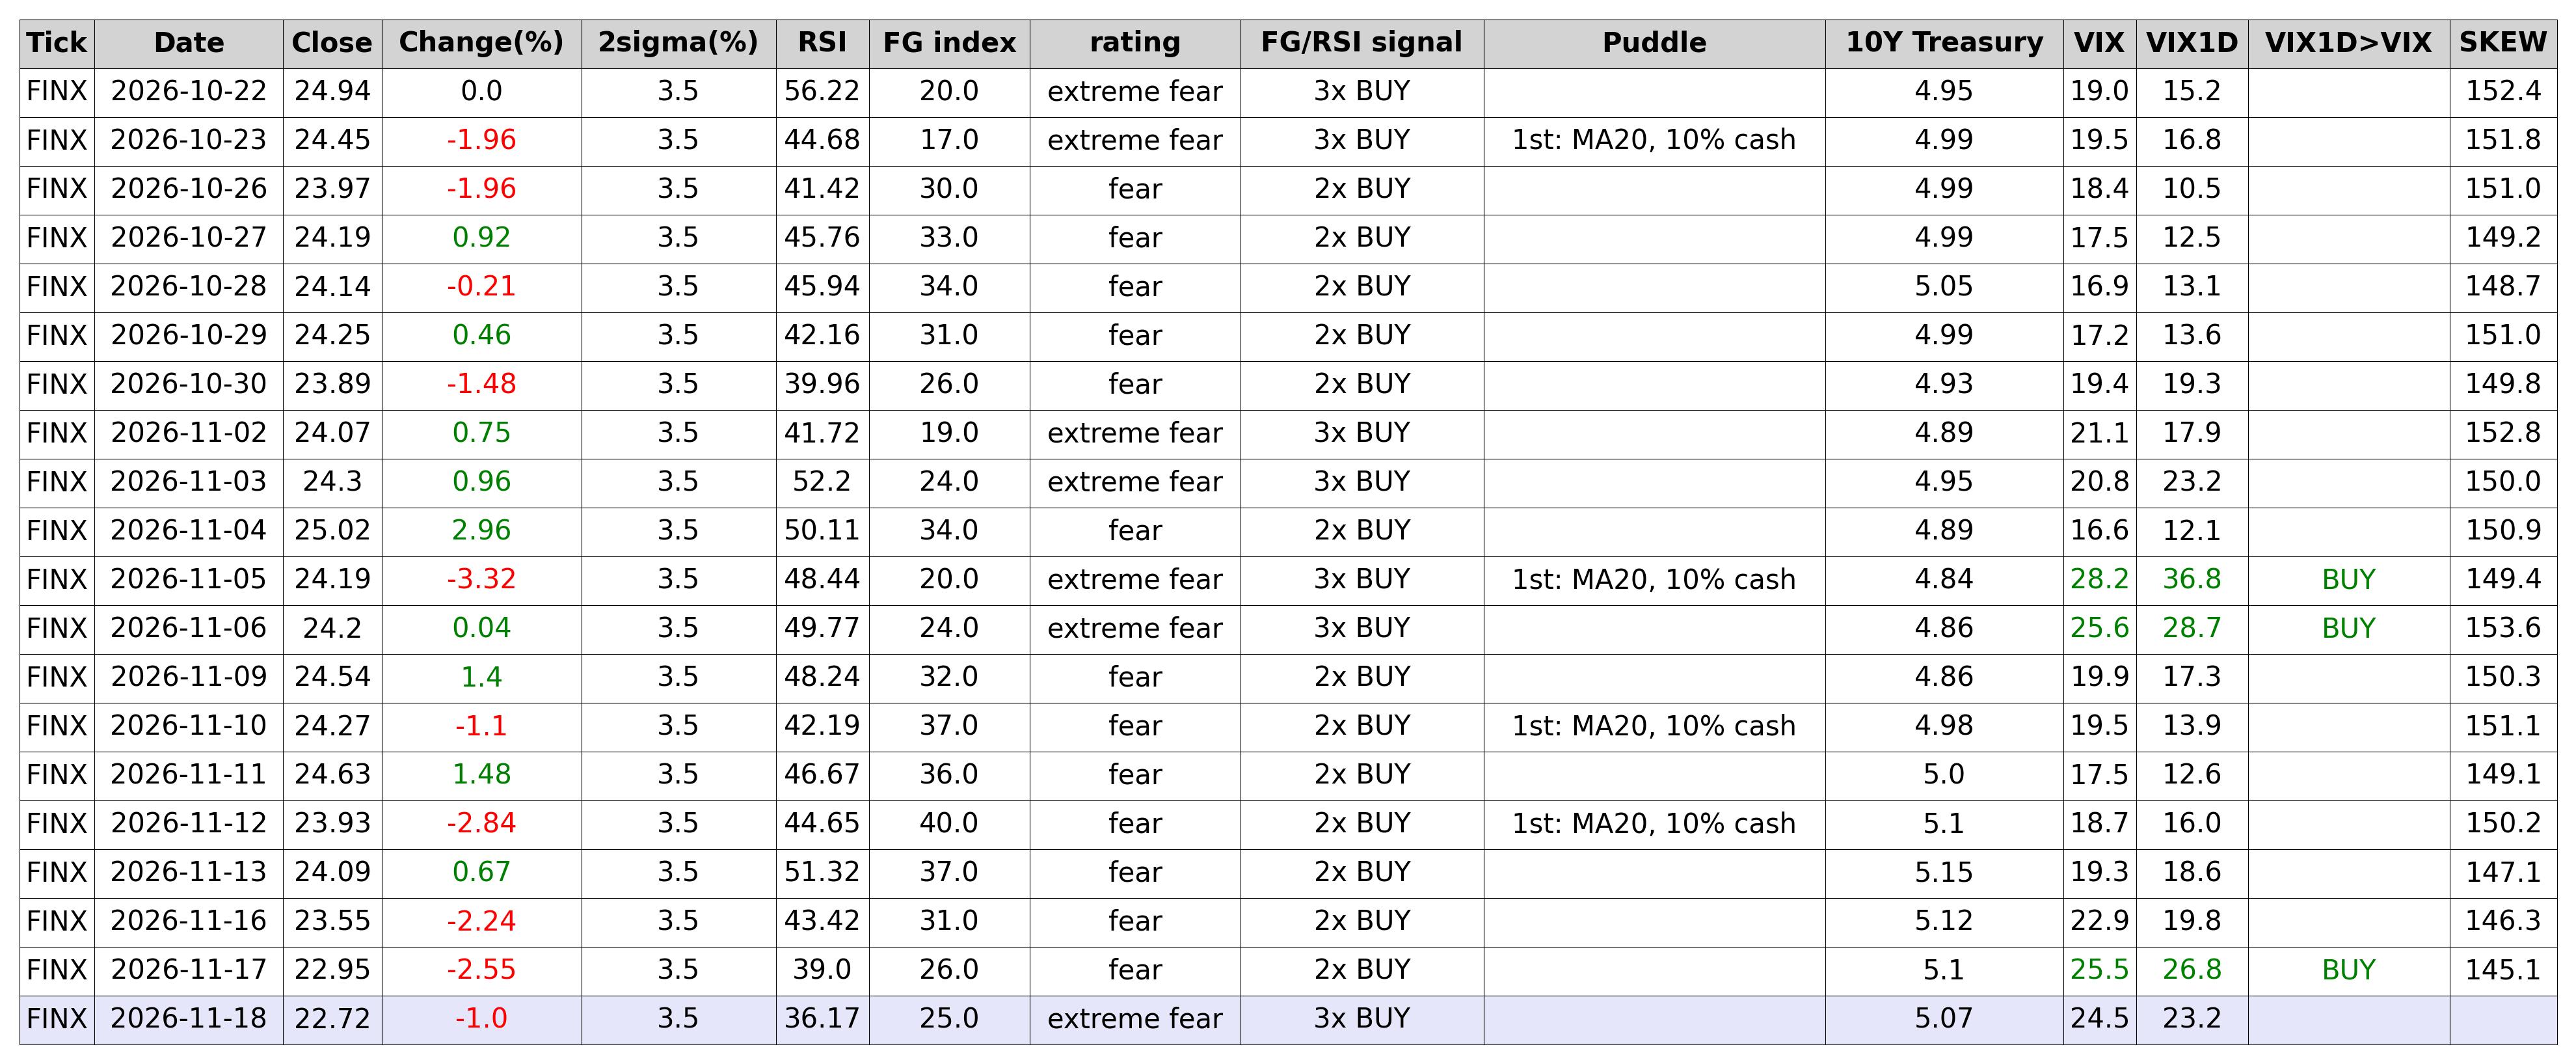 Tick Date Close Change(%) 2sigma(%) RSI FG index rating FG/RSI signal Puddle 10Y Treasury VIX VIX1D VIX1D>VIX SKEW
FINX 2026-10-22 24.94 0.0 3.5 56.22 20.0 extreme fear 3x BUY 4.95 19.0 15.2 152.4
FINX 2026-10-23 24.45 -1.96 3.5 44.68 17.0 extreme fear 3x BUY 1st: MA20, 10% cash 4.99 19.5 16.8 151.8
FINX 2026-10-26 23.97 -1.96 3.5 41.42 30.0 fear 2x BUY 4.99 18.4 10.5 151.0
FINX 2026-10-27 24.19 0.92 3.5 45.76 33.0 fear 2x BUY 4.99 17.5 12.5 149.2
FINX 2026-10-28 24.14 -0.21 3.5 45.94 34.0 fear 2x BUY 5.05 16.9 13.1 148.7
FINX 2026-10-29 24.25 0.46 3.5 42.16 31.0 fear 2x BUY 4.99 17.2 13.6 151.0
FINX 2026-10-30 23.89 -1.48 3.5 39.96 26.0 fear 2x BUY 4.93 19.4 19.3 149.8
FINX 2026-11-02 24.07 0.75 3.5 41.72 19.0 extreme fear 3x BUY 4.89 21.1 17.9 152.8
FINX 2026-11-03 24.3 0.96 3.5 52.2 24.0 extreme fear 3x BUY 4.95 20.8 23.2 150.0
FINX 2026-11-04 25.02 2.96 3.5 50.11 34.0 fear 2x BUY 4.89 16.6 12.1 150.9
FINX 2026-11-05 24.19 -3.32 3.5 48.44 20.0 extreme fear 3x BUY 1st: MA20, 10% cash 4.84 28.2 36.8 BUY 149.4
FINX 2026-11-06 24.2 0.04 3.5 49.77 24.0 extreme fear 3x BUY 4.86 25.6 28.7 BUY 153.6
FINX 2026-11-09 24.54 1.4 3.5 48.24 32.0 fear 2x BUY 4.86 19.9 17.3 150.3
FINX 2026-11-10 24.27 -1.1 3.5 42.19 37.0 fear 2x BUY 1st: MA20, 10% cash 4.98 19.5 13.9 151.1
FINX 2026-11-11 24.63 1.48 3.5 46.67 36.0 fear 2x BUY 5.0 17.5 12.6 149.1
FINX 2026-11-12 23.93 -2.84 3.5 44.65 40.0 fear 2x BUY 1st: MA20, 10% cash 5.1 18.7 16.0 150.2
FINX 2026-11-13 24.09 0.67 3.5 51.32 37.0 fear 2x BUY 5.15 19.3 18.6 147.1
FINX 2026-11-16 23.55 -2.24 3.5 43.42 31.0 fear 2x BUY 5.12 22.9 19.8 146.3
FINX 2026-11-17 22.95 -2.55 3.5 39.0 26.0 fear 2x BUY 5.1 25.5 26.8 BUY 145.1
FINX 2026-11-18 22.72 -1.0 3.5 36.17 25.0 extreme fear 3x BUY 5.07 24.5 23.2